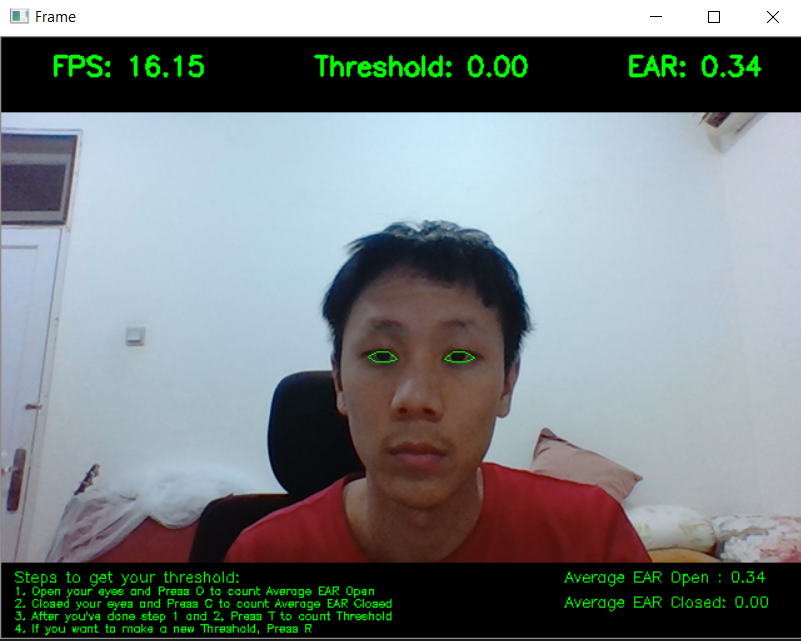 Frame
FPS: 16.15 Threshold: 0.00 EAR: 0.34
Steps to get your threshold:
1. Open your eyes and Press O to count Average EAR Open
2. Closed your eyes and Press C to count Average EAR Closed
3. After you've done step 1 and 2, Press T to count Threshold
4. If you want to make a new Threshold, Press R
Average EAR Open : 0.34
Average EAR Closed: 0.00